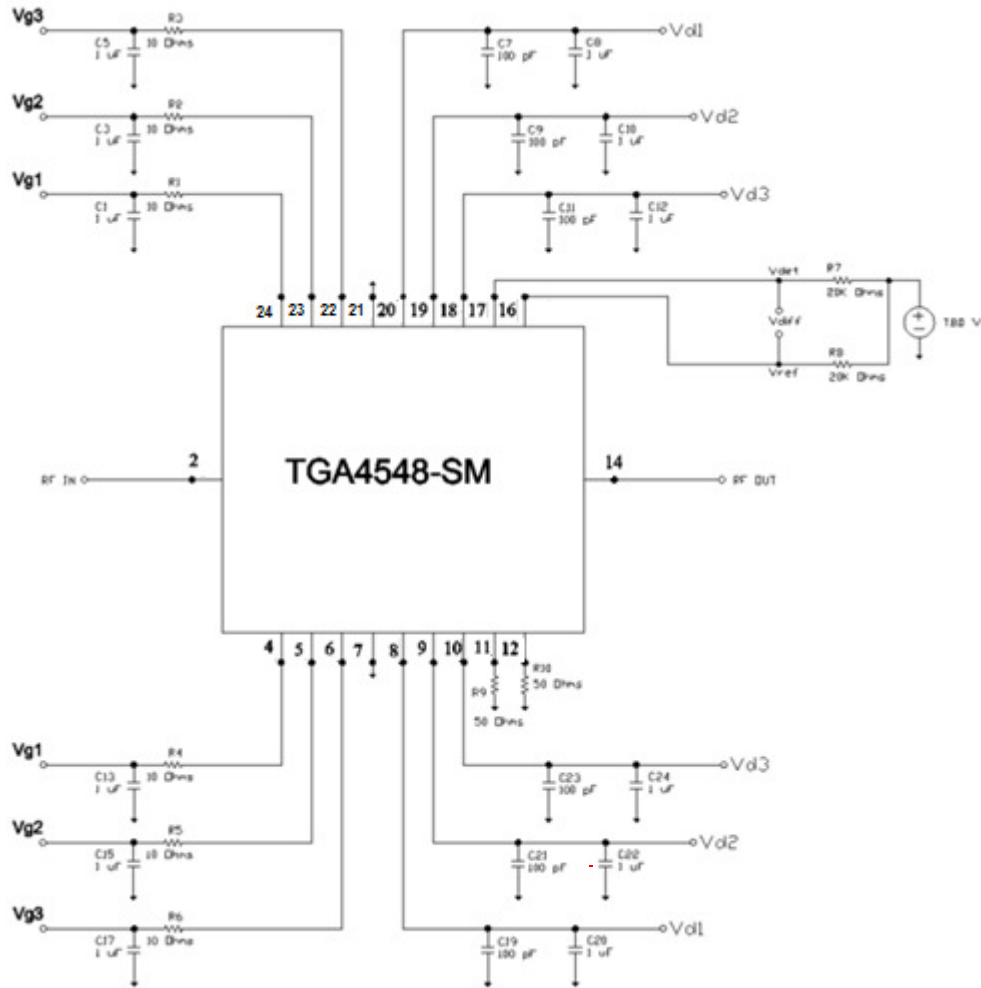 Vg3
R3
C5
1 uF
10 Ohms
C7
100 pF
C8
1 uF
Vd1
Vg2
R2
C3
1 uF
10 Ohms
C9
100 pF
C10
1 uF
Vd2
Vg1
R1
C1
1 uF
10 Ohms
C11
100 pF
C12
1 uF
Vd3
Vdet
R7
20K Ohms
Vdiff
Vref
R8
20K Ohms
TBD V
24 23 22 21 20 19 18 17 16
TGA4548-SM
RF IN
2
14
RF OUT
4 5 6 7 8 9 10 11 12
R9
50 Ohms
R10
50 Ohms
Vg1
R4
C13
1 uF
10 Ohms
C23
100 pF
C24
1 uF
Vd3
Vg2
R5
C15
1 uF
10 Ohms
C21
100 pF
C22
1 uF
Vd2
Vg3
R6
C17
1 uF
10 Ohms
C19
100 pF
C20
1 uF
Vd1